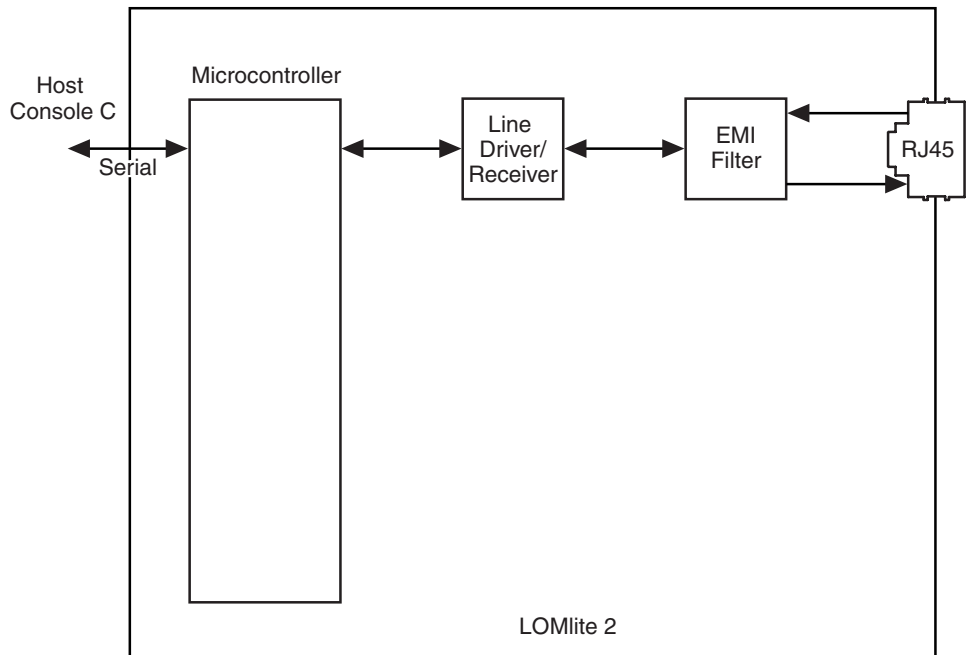 Microcontroller
Host
Console C
Serial
Line
Driver/
Receiver
EMI
Filter
RJ45
LOMlite 2